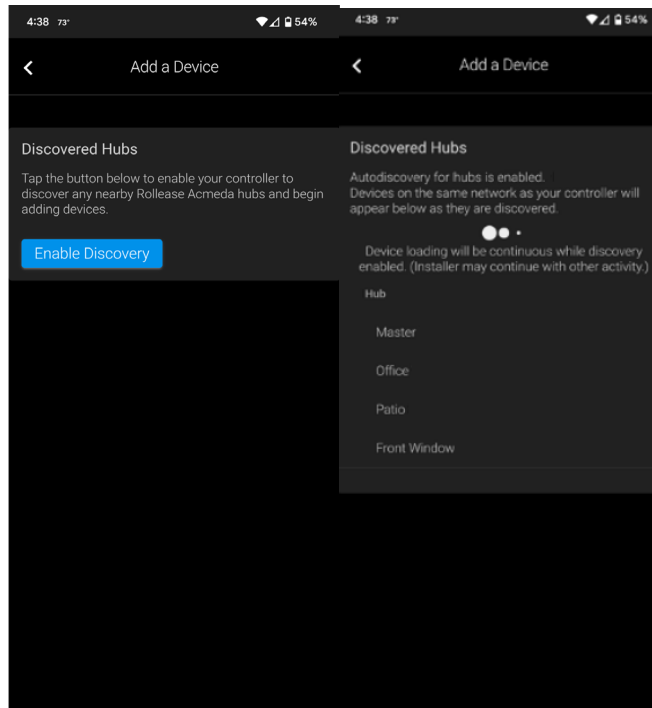 4:38 73° 54%
Add a Device
Discovered Hubs
Tap the button below to enable your controller to
discover any nearby Rollease Acmeda hubs and begin
adding devices.
Enable Discovery
4:38 73° 54%
Add a Device
Discovered Hubs
Autodiscovery for hubs is enabled.
Devices on the same network as your controller will
appear below as they are discovered.
Device loading will be continuous while discovery
enabled. (Installer may continue with other activity.)
Hub
Master
Office
Patio
Front Window